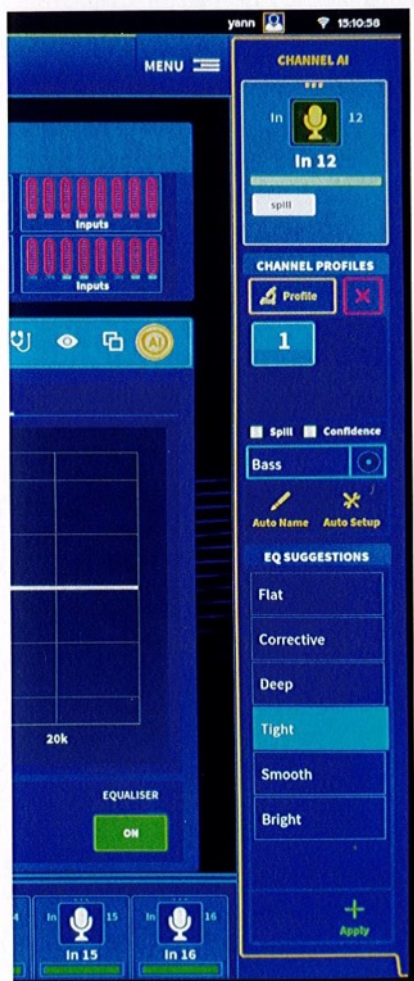 yann 15:10:58
MENU
CHANNEL AI
In 12
In 12
spill
Inputs
Inputs
CHANNEL PROFILES
Profile
1
AI
Spill Confidence
Bass
Auto Name Auto Setup
EQ SUGGESTIONS
Flat
Corrective
Deep
Tight
Smooth
Bright
20k
EQUALISER
ON
Apply
4 In 15 In 16
In 15 In 16